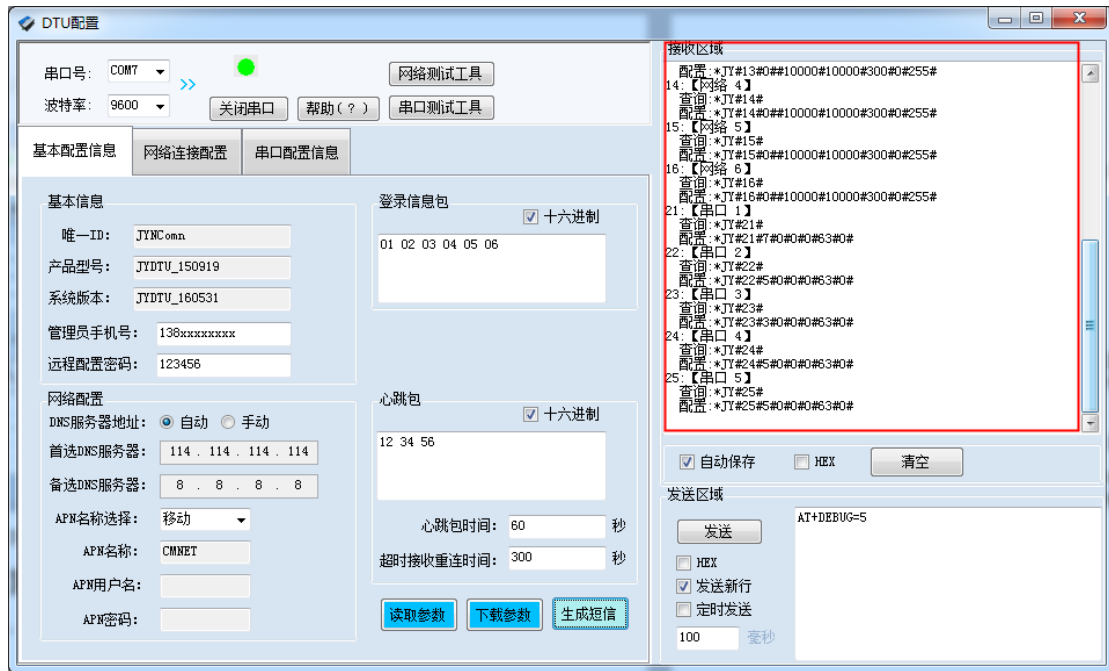 DTU配置
串口号: COM7
>>
网络测试工具
波特率: 9600
关闭串口
帮助(?)
串口测试工具
基本配置信息
网络连接配置
串口配置信息
基本信息
唯一ID: JYNComn
产品型号: JYDTU_150919
系统版本: JYDTU_160531
管理员手机号: 138xxxxxxxx
远程配置密码: 123456
网络配置
DNS服务器地址: 自动 手动
首选DNS服务器: 114 . 114 . 114 . 114
备选DNS服务器: 8 . 8 . 8 . 8
APN名称选择: 移动
APN名称: CMNET
APN用户名:
APN密码:
登录信息包
十六进制
01 02 03 04 05 06
心跳包
十六进制
12 34 56
心跳包时间: 60 秒
超时接收重连时间: 300 秒
读取参数
下载参数
生成短信
接收区域
配置:*JY#13#0##10000#10000#300#0#255#
14:【网络 4】
查询:*JY#14#
配置:*JY#14#0##10000#10000#300#0#255#
15:【网络 5】
查询:*JY#15#
配置:*JY#15#0##10000#10000#300#0#255#
16:【网络 6】
查询:*JY#16#
配置:*JY#16#0##10000#10000#300#0#255#
21:【串口 1】
查询:*JY#21#
配置:*JY#21#7#0#0#0#63#0#
22:【串口 2】
查询:*JY#22#
配置:*JY#22#5#0#0#0#63#0#
23:【串口 3】
查询:*JY#23#
配置:*JY#23#3#0#0#0#63#0#
24:【串口 4】
查询:*JY#24#
配置:*JY#24#5#0#0#0#63#0#
25:【串口 5】
查询:*JY#25#
配置:*JY#25#5#0#0#0#63#0#
自动保存
HEX
清空
发送区域
发送
AT+DEBUG=5
HEX
发送新行
定时发送
100 毫秒